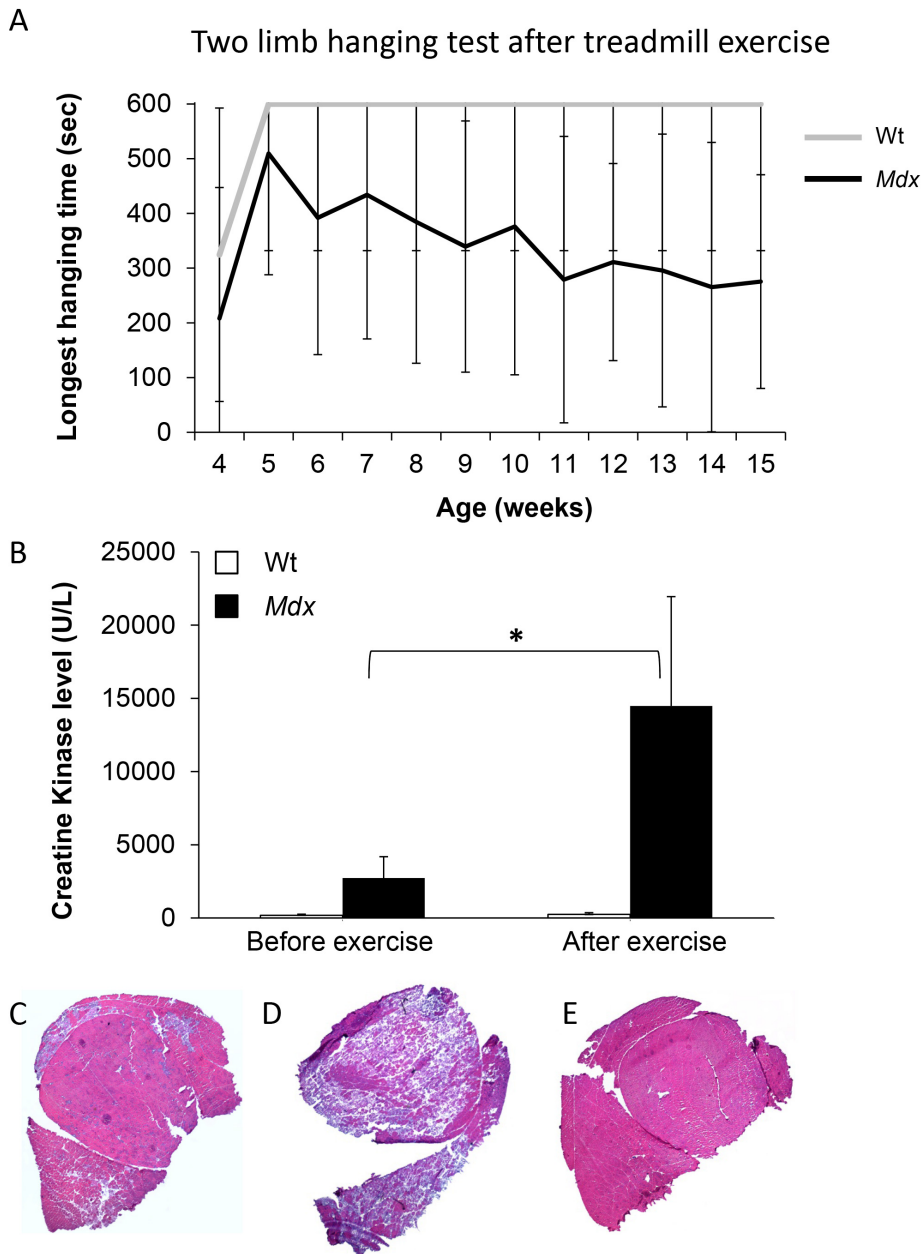 A
Two limb hanging test after treadmill exercise
Longest hanging time (sec)
600
500
400
300
200
100
0
4 5 6 7 8 9 10 11 12 13 14 15
Age (weeks)
Wt
Mdx
B
Creatine Kinase level (U/L)
25000
20000
15000
10000
5000
0
Wt
Mdx
*
Before exercise After exercise
C D E